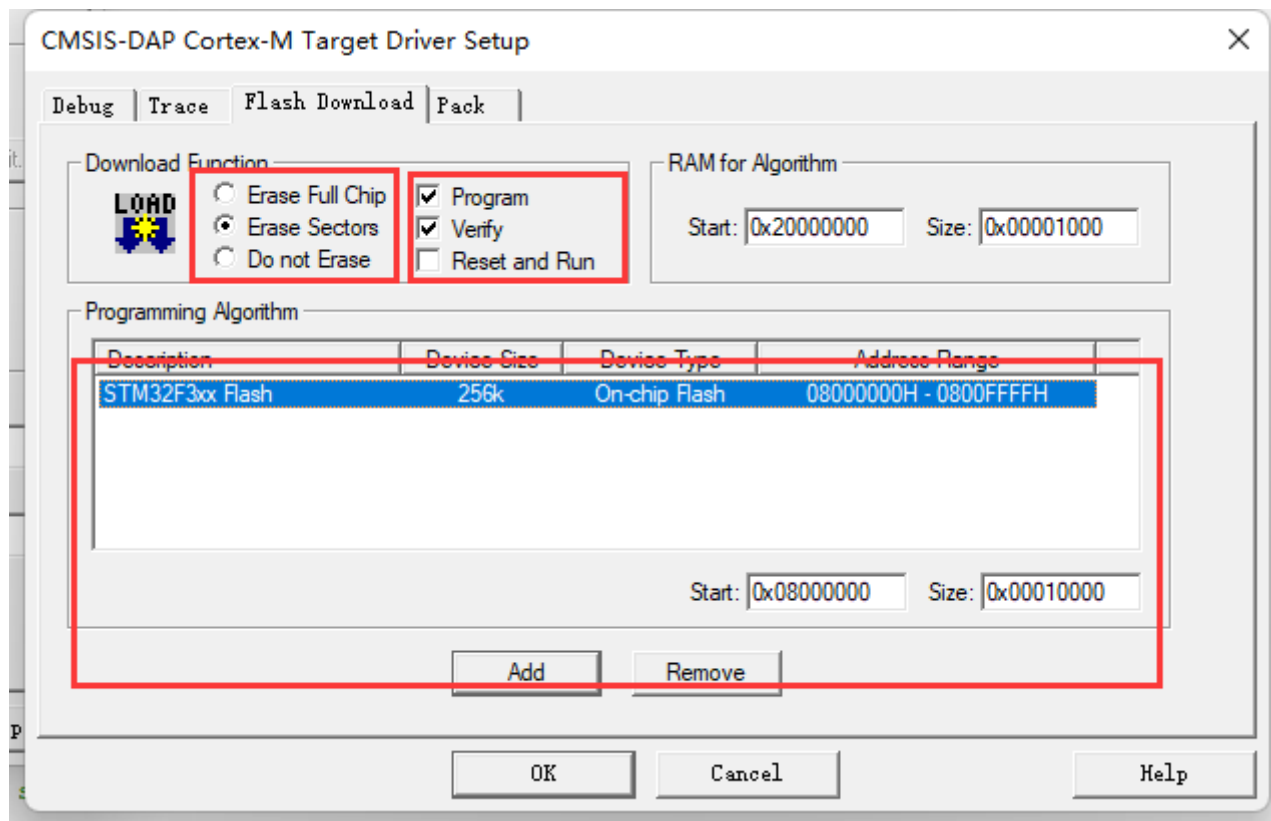 CMSIS-DAP Cortex-M Target Driver Setup
Debug Trace Flash Download Pack
it.
Download Function
LOAD
Erase Full Chip
Erase Sectors
Do not Erase
Program
Verify
Reset and Run
RAM for Algorithm
Start: 0x20000000 Size: 0x00001000
Programming Algorithm
Description Device Size Device Type Address Range
STM32F3xx Flash 256k On-chip Flash 08000000H - 0800FFFFH
Start: 0x08000000 Size: 0x00010000
Add Remove
P
OK Cancel Help